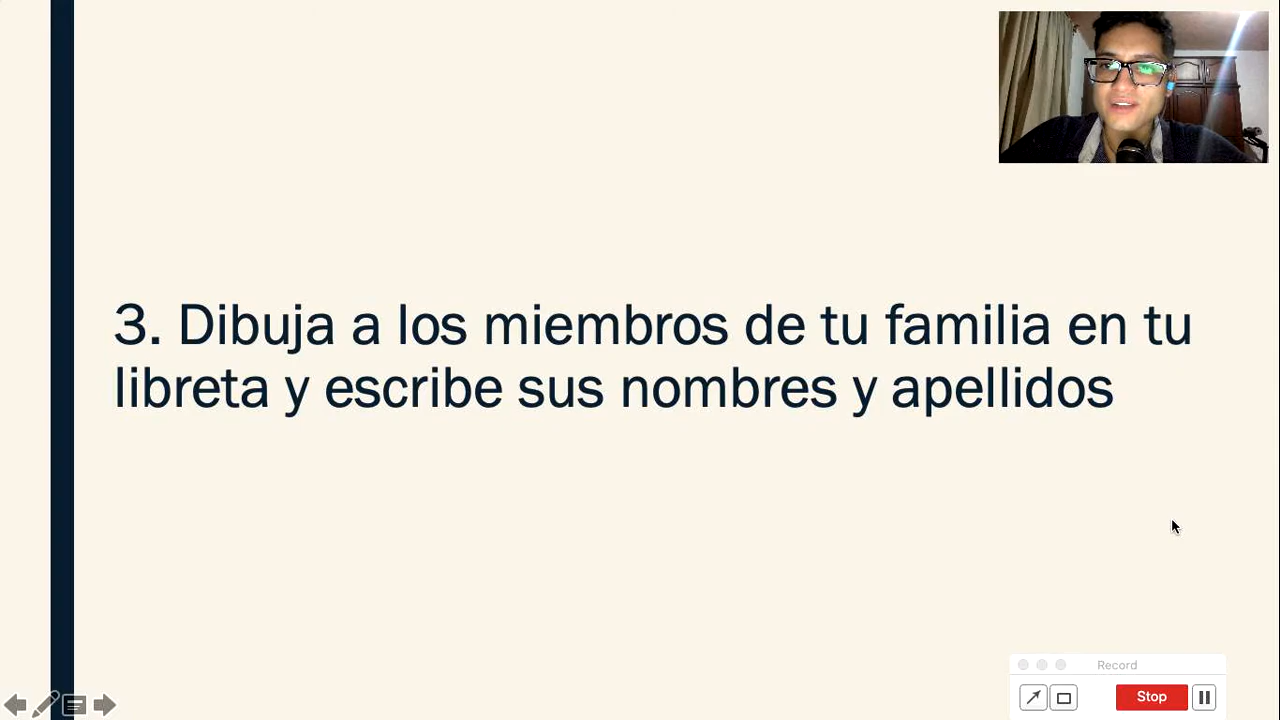 3. Dibuja a los miembros de tu familia en tu
libreta y escribe sus nombres y apellidos
Record
Stop